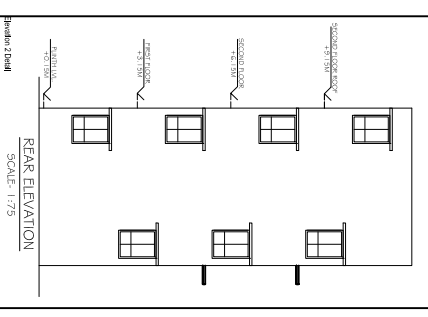 SECOND FLOOR ROOF
+9.15M
SECOND FLOOR
+6.15M
FIRST FLOOR
+3.15M
PLINTH LVL
+0.15M
REAR ELEVATION
SCALE- 1:75
Elevation 2 Detail